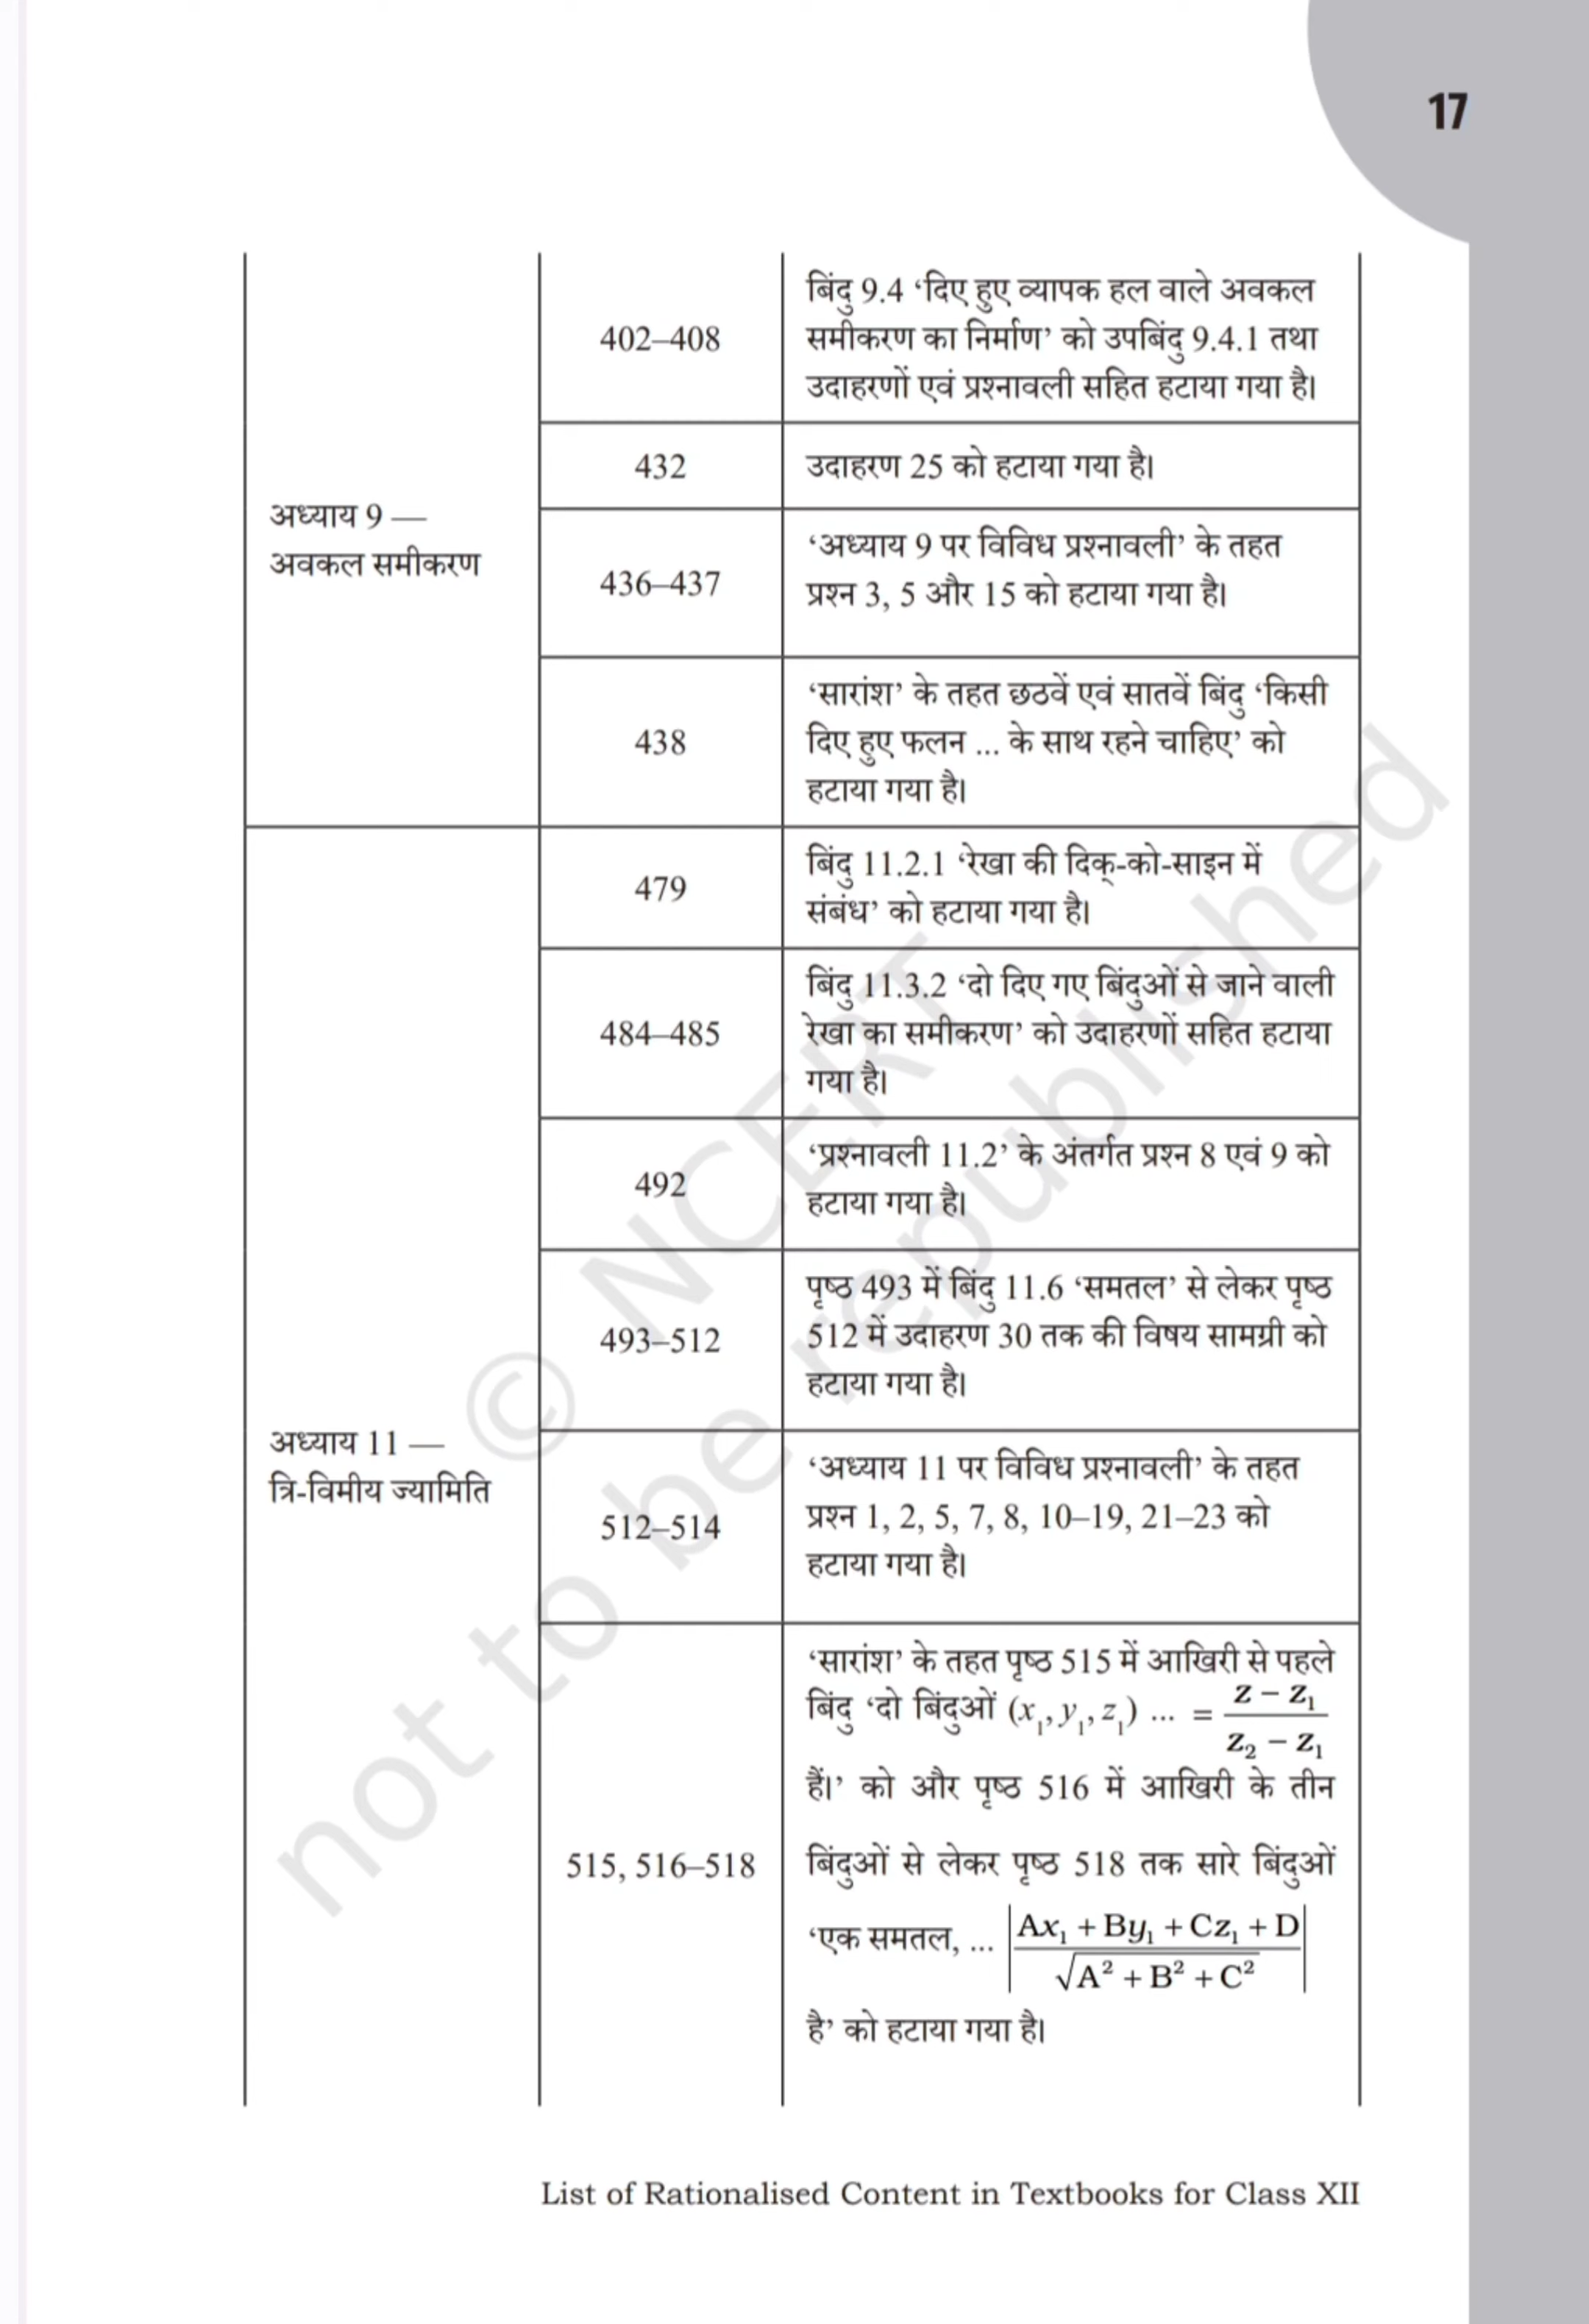 17
402–408
बिंदु 9.4 ‘दिए हुए व्यापक हल वाले अवकल
समीकरण का निर्माण’ को उपबिंदु 9.4.1 तथा
उदाहरणों एवं प्रश्नावली सहित हटाया गया है।
432
उदाहरण 25 को हटाया गया है।
अध्याय 9 —
अवकल समीकरण
436–437
‘अध्याय 9 पर विविध प्रश्नावली’ के तहत
प्रश्न 3, 5 और 15 को हटाया गया है।
438
‘सारांश’ के तहत छठवें एवं सातवें बिंदु ‘किसी
दिए हुए फलन ... के साथ रहने चाहिए’ को
हटाया गया है।
479
बिंदु 11.2.1 ‘रेखा की दिक्-को-साइन में
संबंध’ को हटाया गया है।
484–485
बिंदु 11.3.2 ‘दो दिए गए बिंदुओं से जाने वाली
रेखा का समीकरण’ को उदाहरणों सहित हटाया
गया है।
492
‘प्रश्नावली 11.2’ के अंतर्गत प्रश्न 8 एवं 9 को
हटाया गया है।
493–512
पृष्ठ 493 में बिंदु 11.6 ‘समतल’ से लेकर पृष्ठ
512 में उदाहरण 30 तक की विषय सामग्री को
हटाया गया है।
अध्याय 11 —
त्रि-विमीय ज्यामिति
512–514
‘अध्याय 11 पर विविध प्रश्नावली’ के तहत
प्रश्न 1, 2, 5, 7, 8, 10–19, 21–23 को
हटाया गया है।
515, 516–518
‘सारांश’ के तहत पृष्ठ 515 में आखिरी से पहले
बिंदु ‘दो बिंदुओं (x₁, y₁, z₁) ... = z − z₁
z₂ − z₁
हैं।’ को और पृष्ठ 516 में आखिरी के तीन
बिंदुओं से लेकर पृष्ठ 518 तक सारे बिंदुओं
‘एक समतल, ... |Ax₁ + By₁ + Cz₁ + D|
√A² + B² + C²
है’ को हटाया गया है।
© NCERT
not to be republished
List of Rationalised Content in Textbooks for Class XII